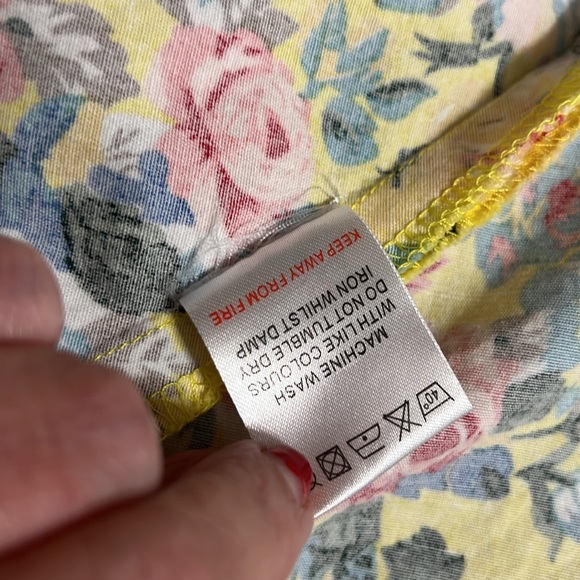 40°
MACHINE WASH
WITH LIKE COLOURS
DO NOT TUMBLE DRY
IRON WHILST DAMP
KEEP AWAY FROM FIRE